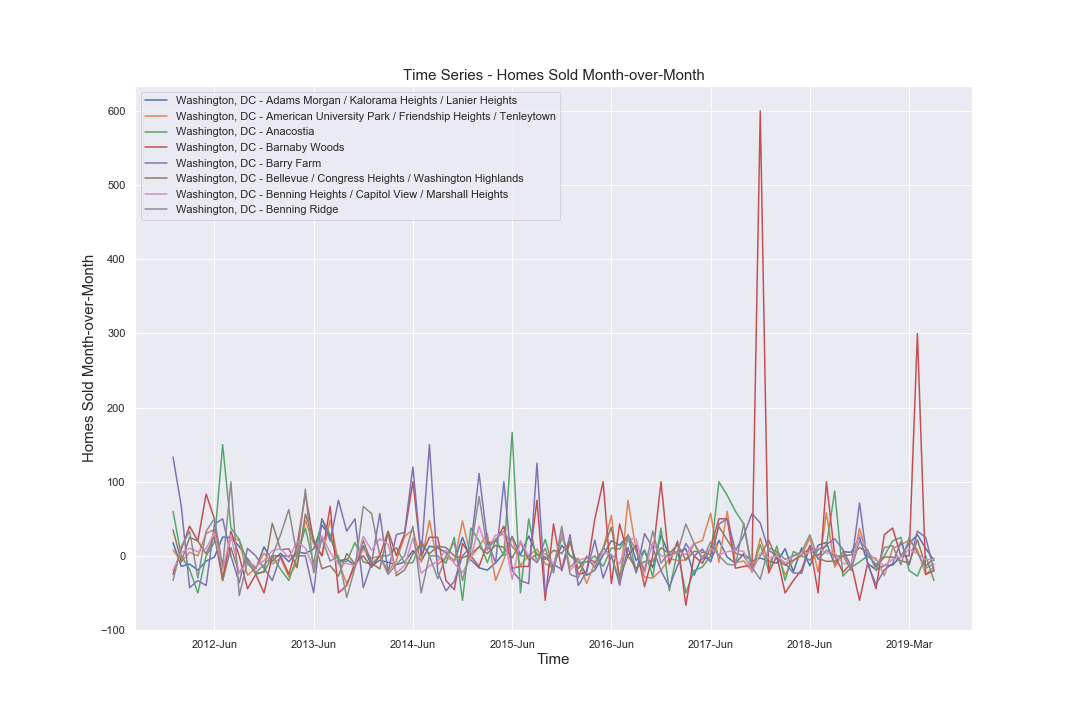 Time Series - Homes Sold Month-over-Month
Washington, DC - Adams Morgan / Kalorama Heights / Lanier Heights
Washington, DC - American University Park / Friendship Heights / Tenleytown
Washington, DC - Anacostia
Washington, DC - Barnaby Woods
Washington, DC - Barry Farm
Washington, DC - Bellevue / Congress Heights / Washington Highlands
Washington, DC - Benning Heights / Capitol View / Marshall Heights
Washington, DC - Benning Ridge
Homes Sold Month-over-Month
600
500
400
300
200
100
0
−100
2012-Jun 2013-Jun 2014-Jun 2015-Jun 2016-Jun 2017-Jun 2018-Jun 2019-Mar
Time